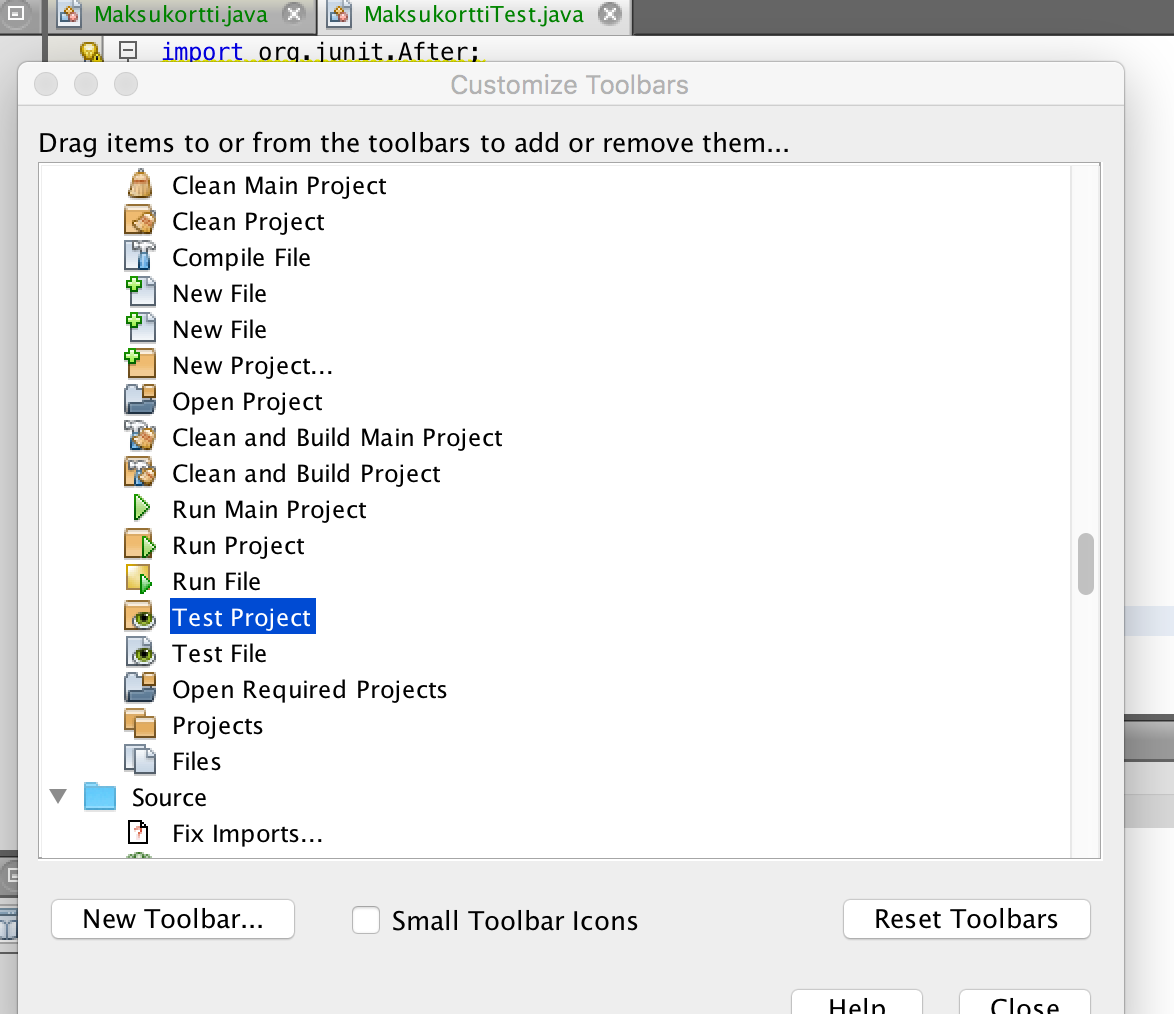 Maksukortti.java
MaksukorttiTest.java
import org.junit.After;
Customize Toolbars
Drag items to or from the toolbars to add or remove them...
Clean Main Project
Clean Project
Compile File
New File
New File
New Project...
Open Project
Clean and Build Main Project
Clean and Build Project
Run Main Project
Run Project
Run File
Test Project
Test File
Open Required Projects
Projects
Files
Source
Fix Imports...
New Toolbar...
Small Toolbar Icons
Reset Toolbars
Help
Close